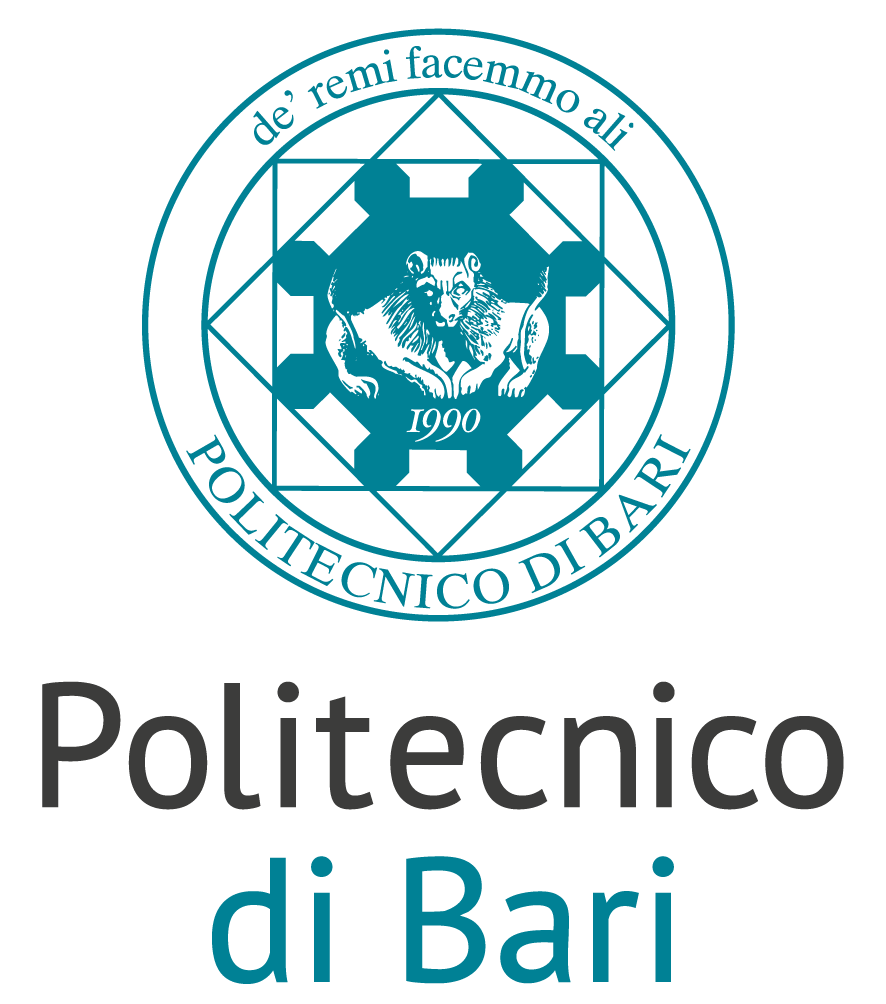 de’ remi facemmo ali
1990
POLITECNICO DI BARI
Politecnico
di Bari